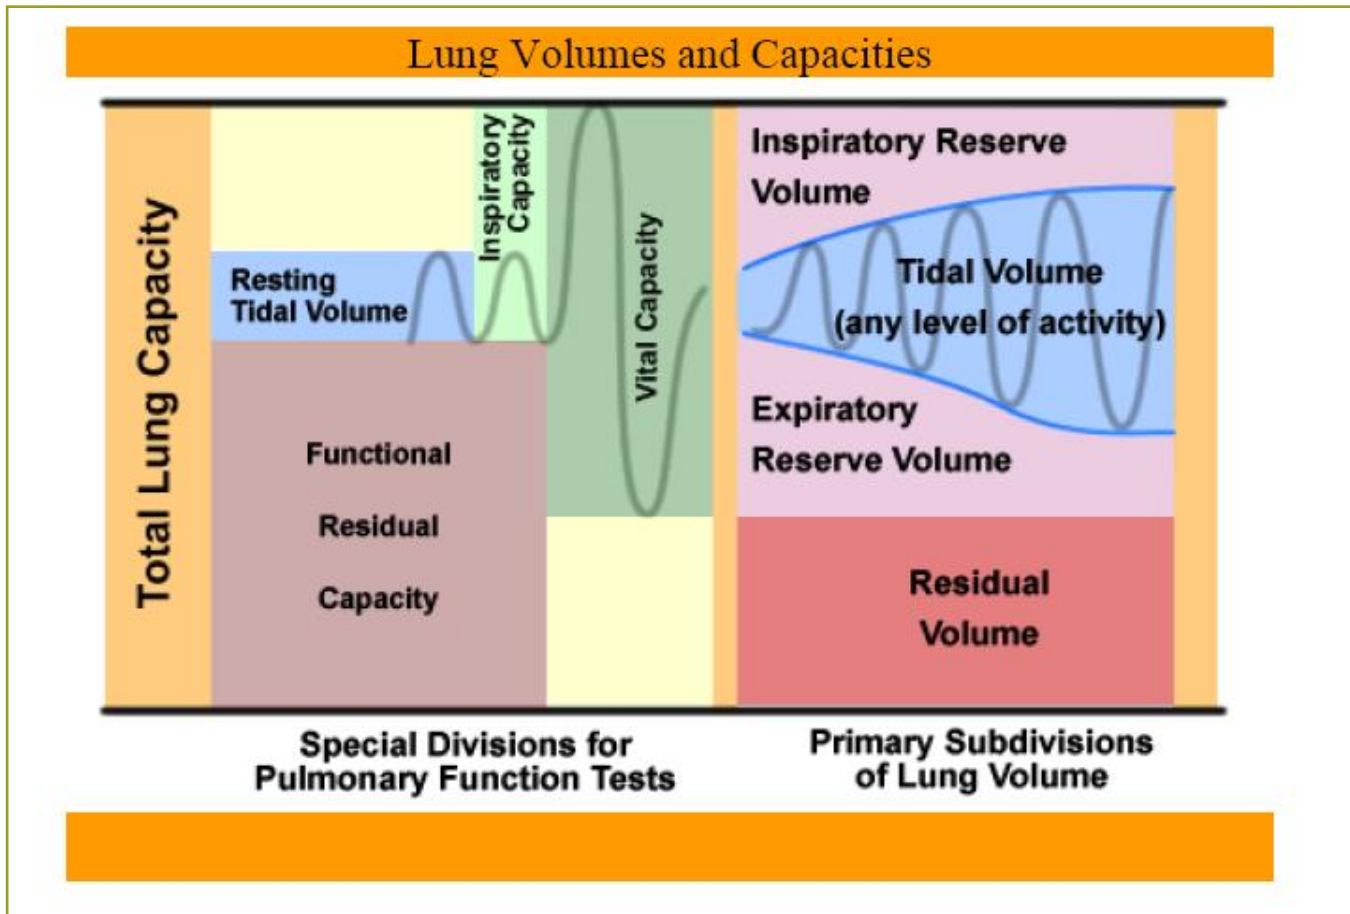 Lung Volumes and Capacities
Total Lung Capacity
Resting
Tidal Volume
Inspiratory
Capacity
Vital Capacity
Functional
Residual
Capacity
Inspiratory Reserve
Volume
Tidal Volume
(any level of activity)
Expiratory
Reserve Volume
Residual
Volume
Special Divisions for
Pulmonary Function Tests
Primary Subdivisions
of Lung Volume